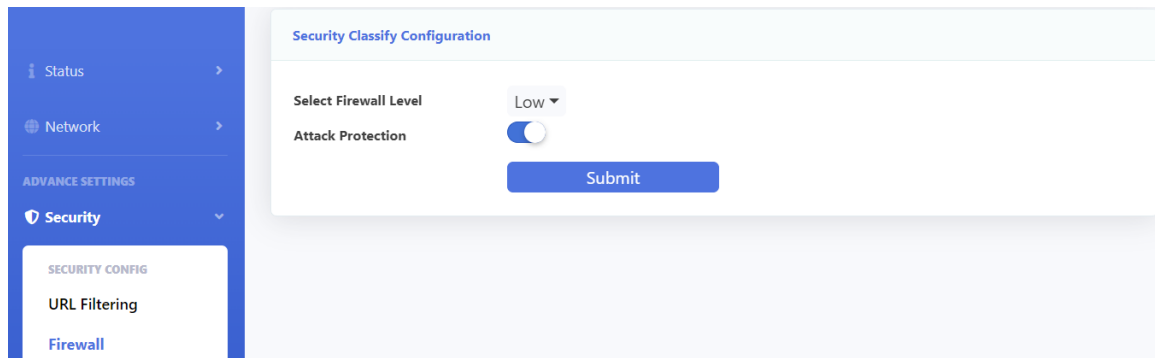 Security Classify Configuration
Status
Select Firewall Level Low
Network
Attack Protection
Submit
ADVANCE SETTINGS
Security
SECURITY CONFIG
URL Filtering
Firewall